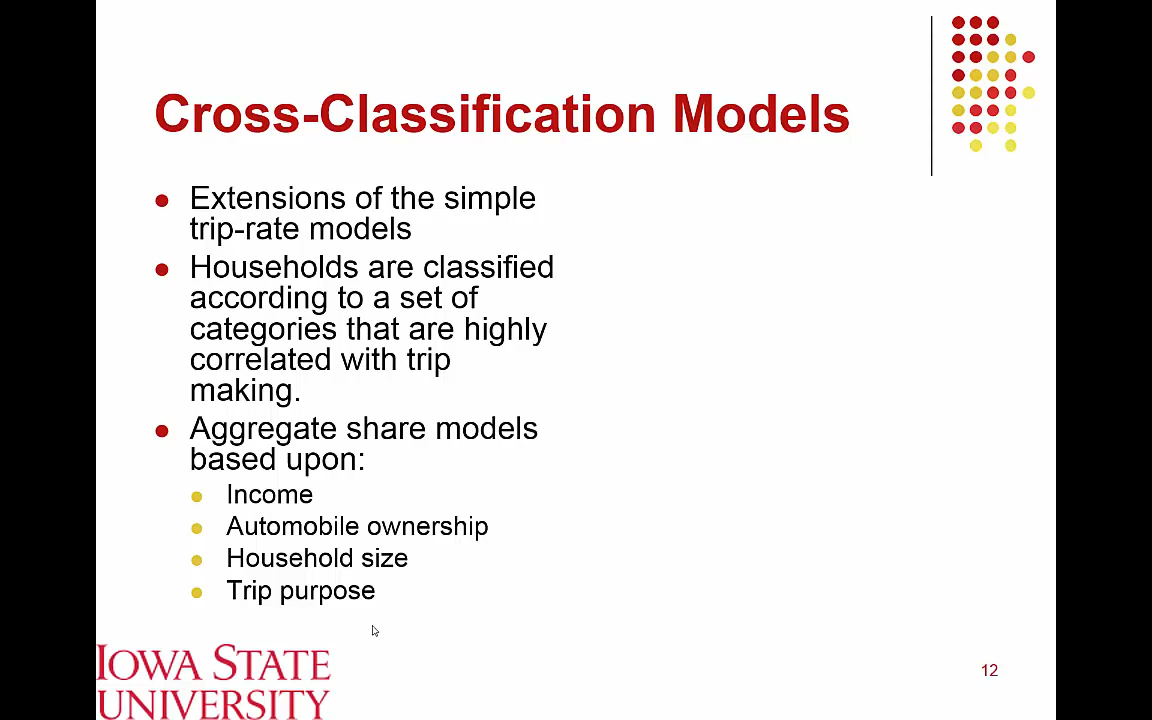 Cross-Classification Models
Extensions of the simple
trip-rate models
Households are classified
according to a set of
categories that are highly
correlated with trip
making.
Aggregate share models
based upon:
Income
Automobile ownership
Household size
Trip purpose
IOWA STATE
UNIVERSITY
12